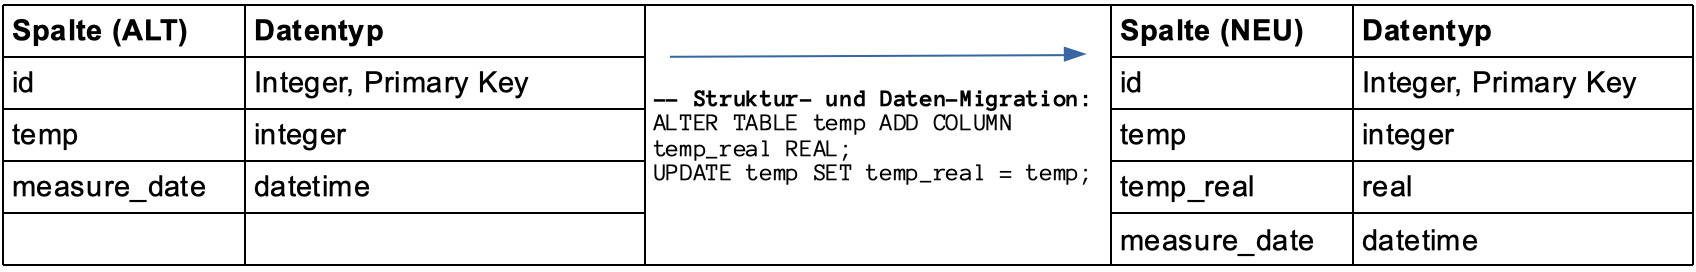 Spalte (ALT) Datentyp
id Integer, Primary Key
temp integer
measure_date datetime
-- Struktur- und Daten-Migration:
ALTER TABLE temp ADD COLUMN
temp_real REAL;
UPDATE temp SET temp_real = temp;
Spalte (NEU) Datentyp
id Integer, Primary Key
temp integer
temp_real real
measure_date datetime